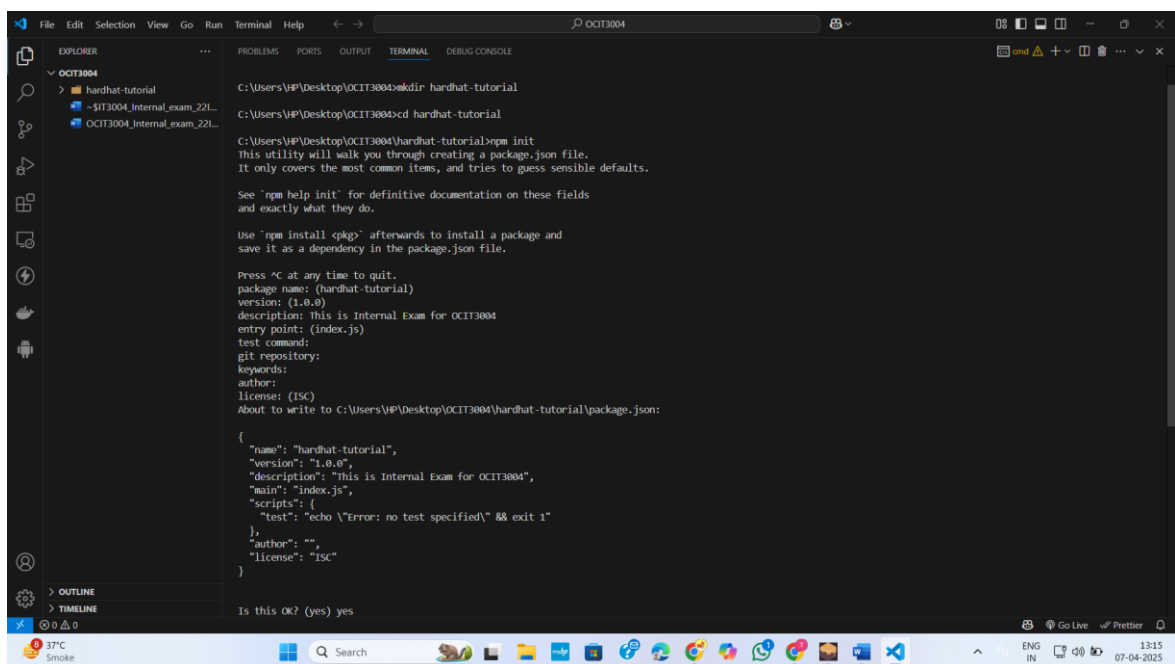 File Edit Selection View Go Run Terminal Help
OCIT3004
EXPLORER
PROBLEMS PORTS OUTPUT TERMINAL DEBUG CONSOLE
cmd
OCIT3004
hardhat-tutorial
~$IT3004_Internal_exam_22I...
OCIT3004_Internal_exam_22I...
C:\Users\HP\Desktop\OCIT3004>mkdir hardhat-tutorial
C:\Users\HP\Desktop\OCIT3004>cd hardhat-tutorial
C:\Users\HP\Desktop\OCIT3004\hardhat-tutorial>npm init
This utility will walk you through creating a package.json file.
It only covers the most common items, and tries to guess sensible defaults.
See `npm help init` for definitive documentation on these fields
and exactly what they do.
Use `npm install <pkg>` afterwards to install a package and
save it as a dependency in the package.json file.
Press ^C at any time to quit.
package name: (hardhat-tutorial)
version: (1.0.0)
description: This is Internal Exam for OCIT3004
entry point: (index.js)
test command:
git repository:
keywords:
author:
license: (ISC)
About to write to C:\Users\HP\Desktop\OCIT3004\hardhat-tutorial\package.json:
{
"name": "hardhat-tutorial",
"version": "1.0.0",
"description": "This is Internal Exam for OCIT3004",
"main": "index.js",
"scripts": {
"test": "echo \"Error: no test specified\" && exit 1"
},
"author": "",
"license": "ISC"
}
Is this OK? (yes) yes
OUTLINE
TIMELINE
0 0
Go Live Prettier
8
37°C
Smoke
Search
ENG
IN
13:15
07-04-2025